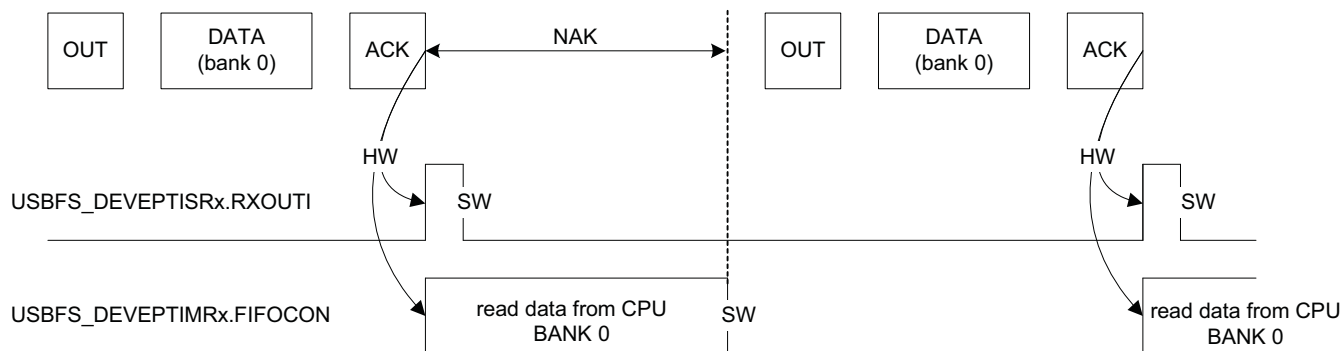 OUT
DATA
(bank 0)
ACK
NAK
OUT
DATA
(bank 0)
ACK
HW
HW
USBFS_DEVEPTISRx.RXOUTI
SW
SW
USBFS_DEVEPTIMRx.FIFOCON
read data from CPU
BANK 0
SW
read data from CPU
BANK 0